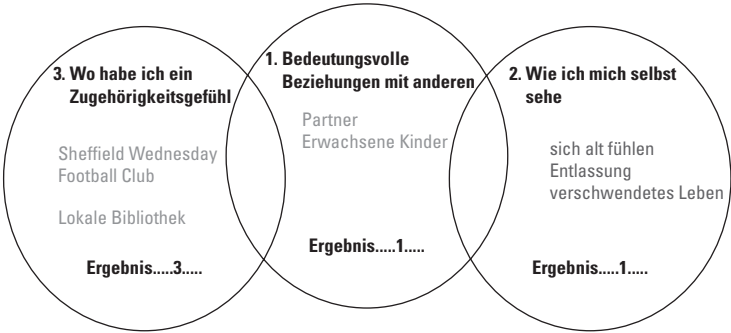 3. Wo habe ich ein
Zugehörigkeitsgefühl
Sheffield Wednesday
Football Club
Lokale Bibliothek
Ergebnis.....3.....
1. Bedeutungsvolle
Beziehungen mit anderen
Partner
Erwachsene Kinder
Ergebnis.....1.....
2. Wie ich mich selbst
sehe
sich alt fühlen
Entlassung
verschwendetes Leben
Ergebnis.....1.....